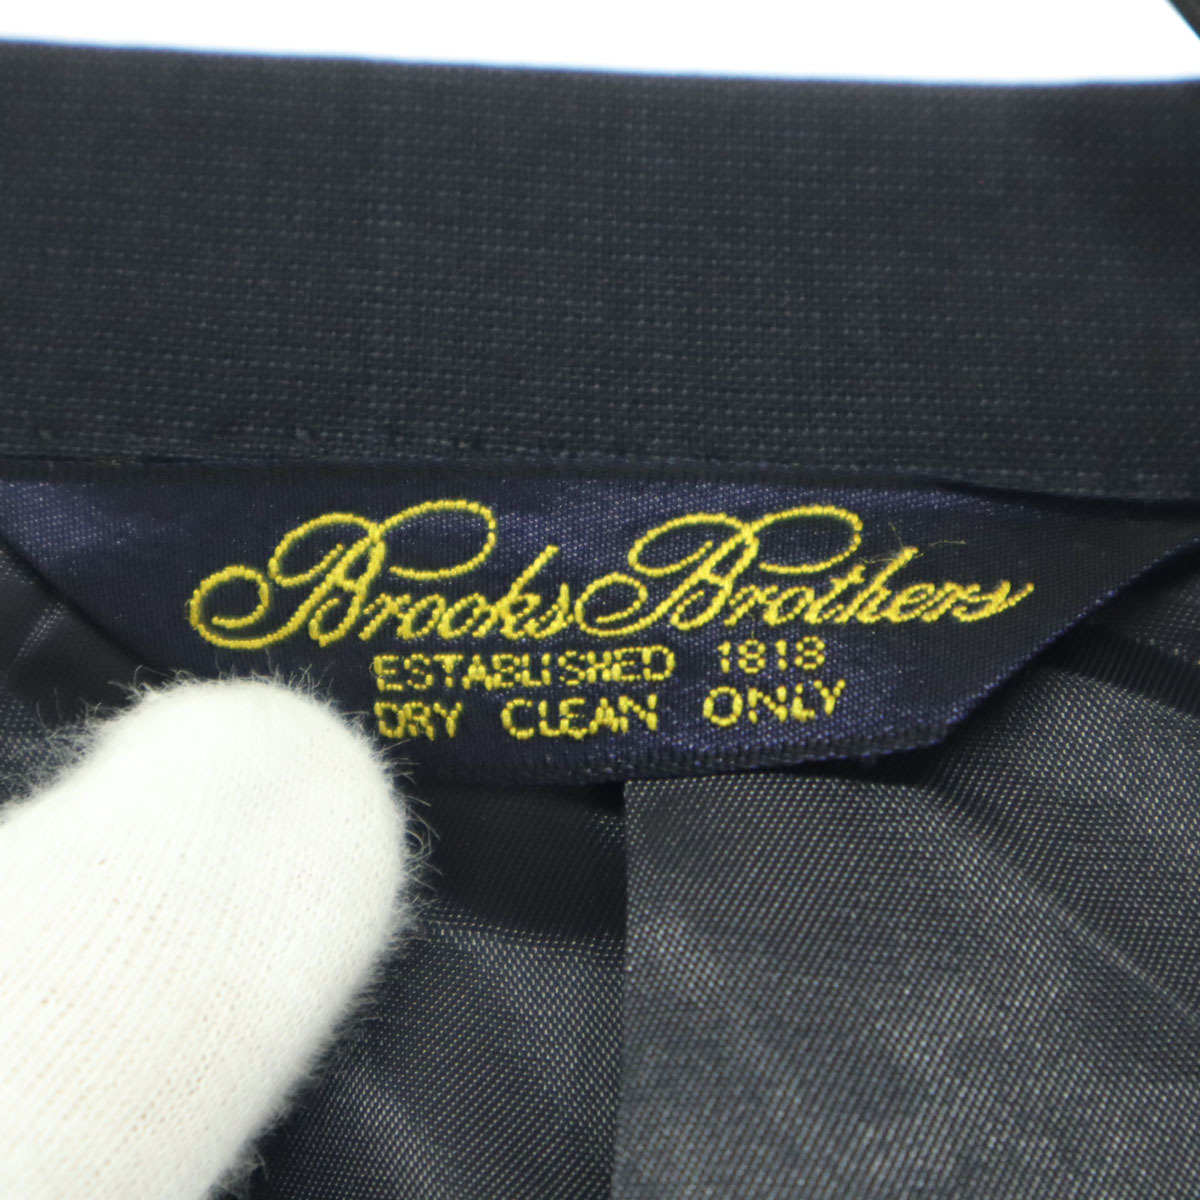 Brooks Brothers
ESTABLISHED 1818
DRY CLEAN ONLY